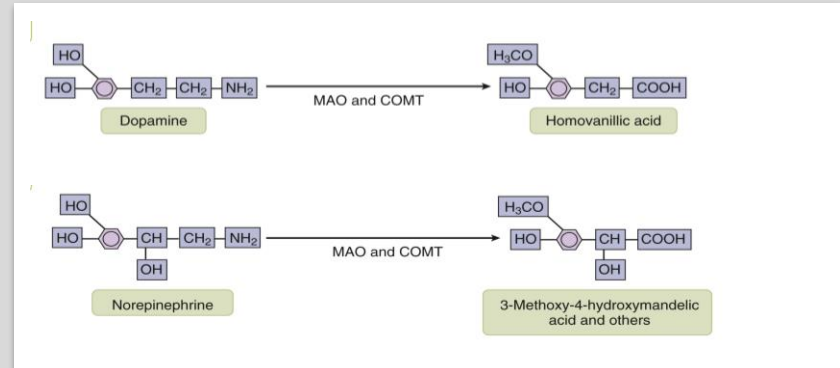 HO
H₃CO
HO CH₂ CH₂ NH₂
MAO and COMT
HO CH₂ COOH
Dopamine
Homovanillic acid
HO
H₃CO
HO CH CH₂ NH₂
MAO and COMT
HO CH COOH
OH
OH
Norepinephrine
3-Methoxy-4-hydroxymandelic
acid and others